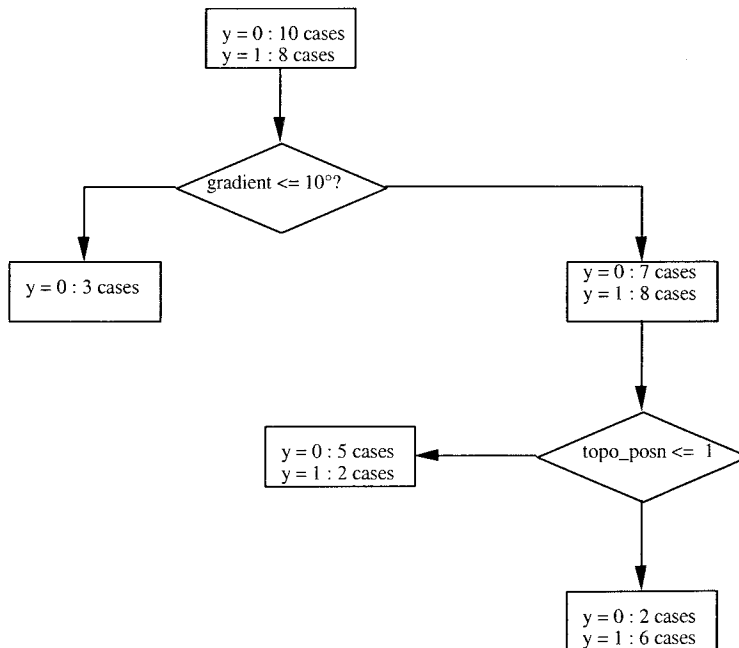 y = 0 : 10 cases
y = 1 : 8 cases
gradient <= 10°?
y = 0 : 3 cases
y = 0 : 7 cases
y = 1 : 8 cases
y = 0 : 5 cases
y = 1 : 2 cases
topo_posn <= 1
y = 0 : 2 cases
y = 1 : 6 cases